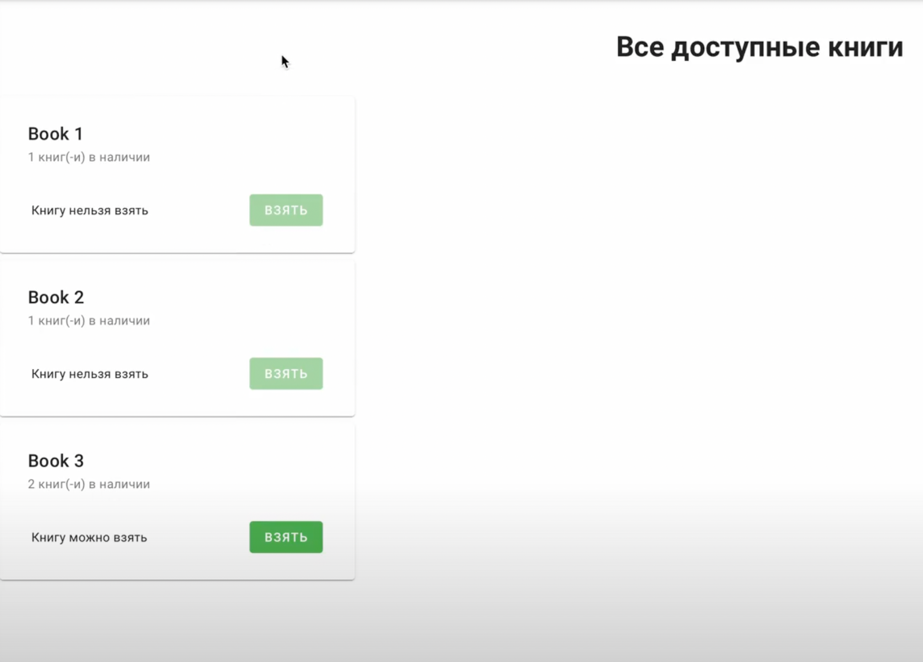 Все доступные книги
Book 1
1 книг(-и) в наличии
Книгу нельзя взять
ВЗЯТЬ
Book 2
1 книг(-и) в наличии
Книгу нельзя взять
ВЗЯТЬ
Book 3
2 книг(-и) в наличии
Книгу можно взять
ВЗЯТЬ